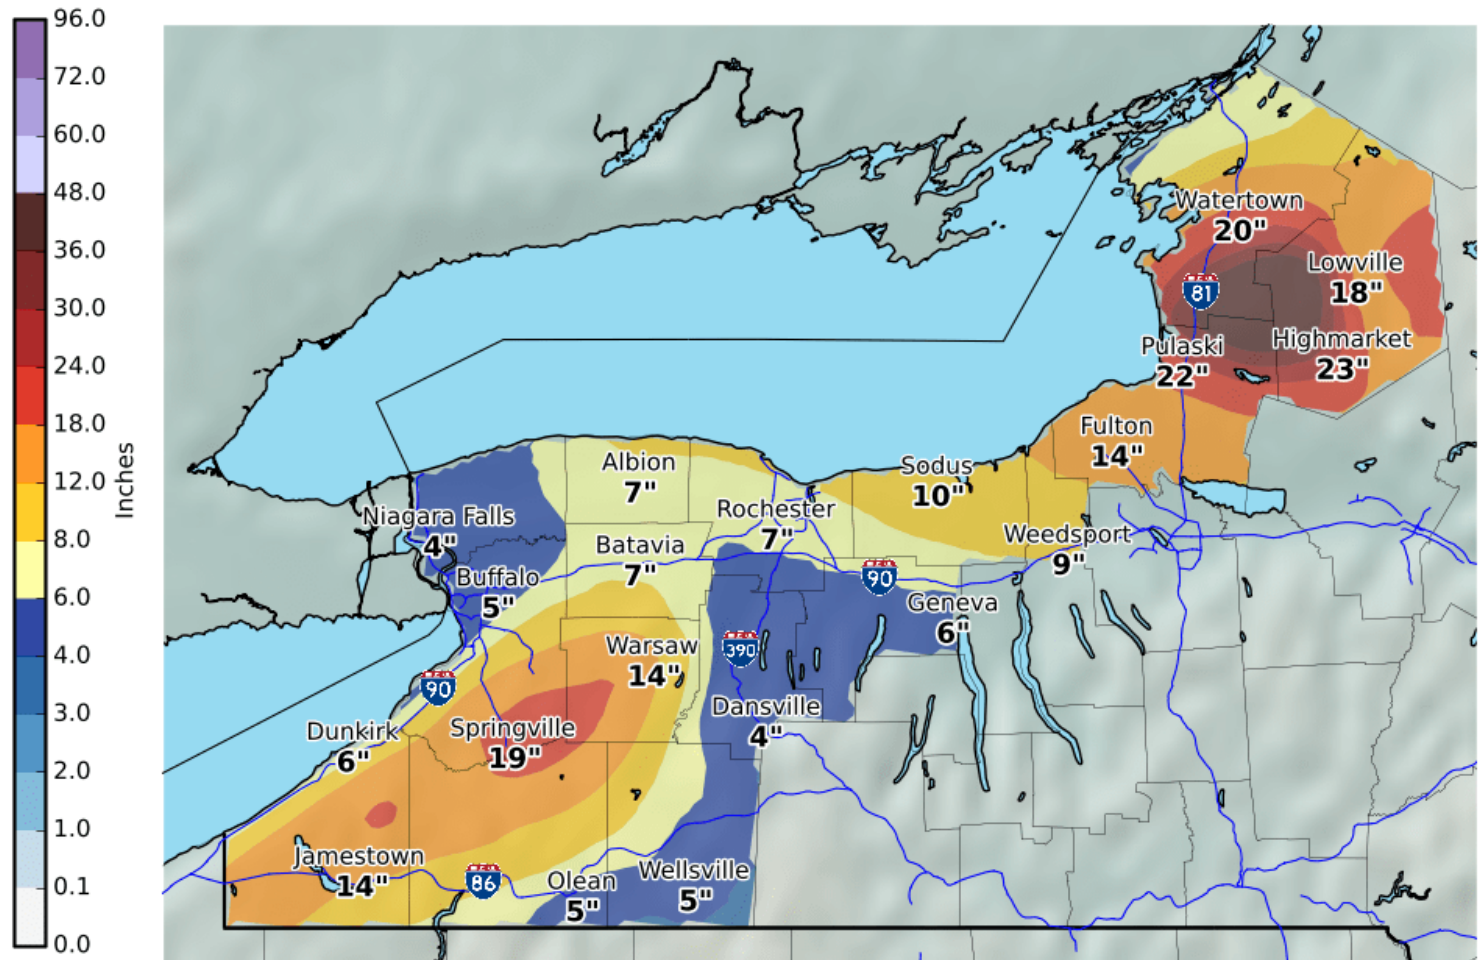 96.0
72.0
60.0
48.0
36.0
30.0
24.0
18.0
12.0
8.0
6.0
4.0
3.0
2.0
1.0
0.1
0.0
Inches
Watertown
20"
Lowville
18"
81
Pulaski
22"
Highmarket
23"
Fulton
14"
Albion
7"
Sodus
10"
Rochester
7"
Niagara Falls
4"
Weedsport
9"
Batavia
7"
Buffalo
5"
90
Geneva
6"
Warsaw
14"
390
90
Dansville
4"
Dunkirk
6"
Springville
19"
Jamestown
14"
86
Olean
5"
Wellsville
5"